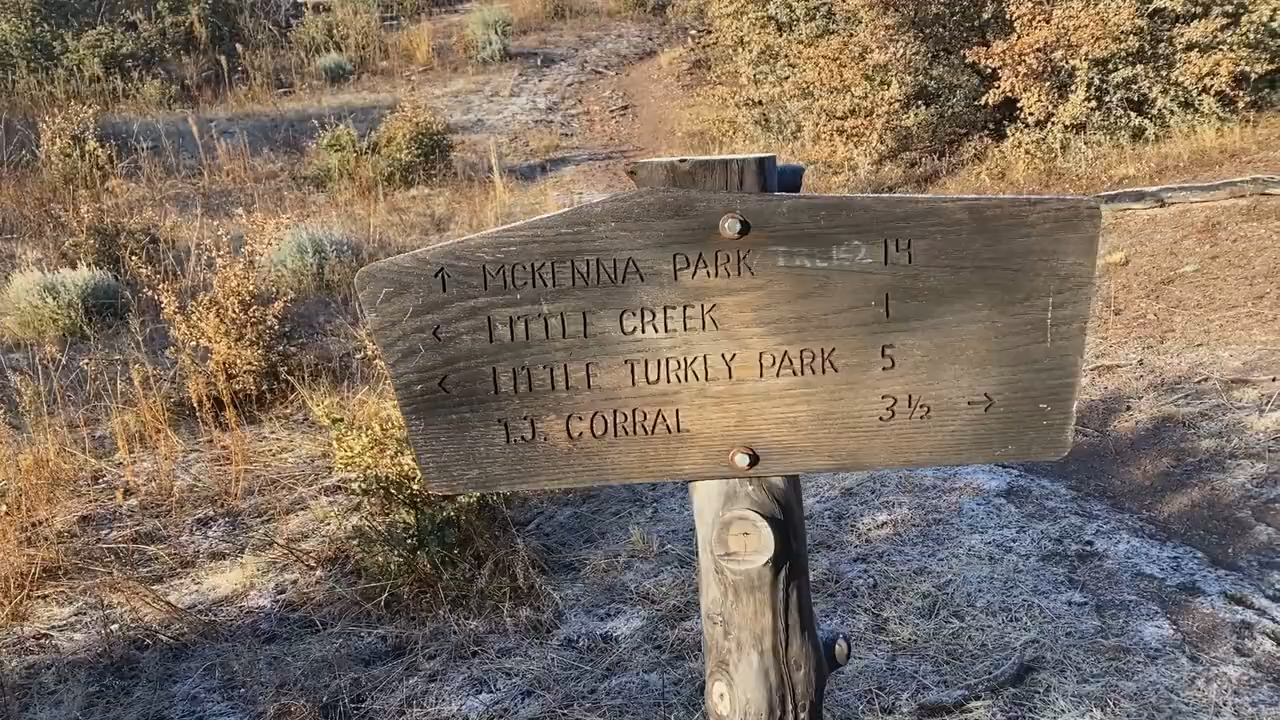 ↑ MCKENNA PARK 14
< LITTLE CREEK 1
< LITTLE TURKEY PARK 5
T.J. CORRAL 3½ →